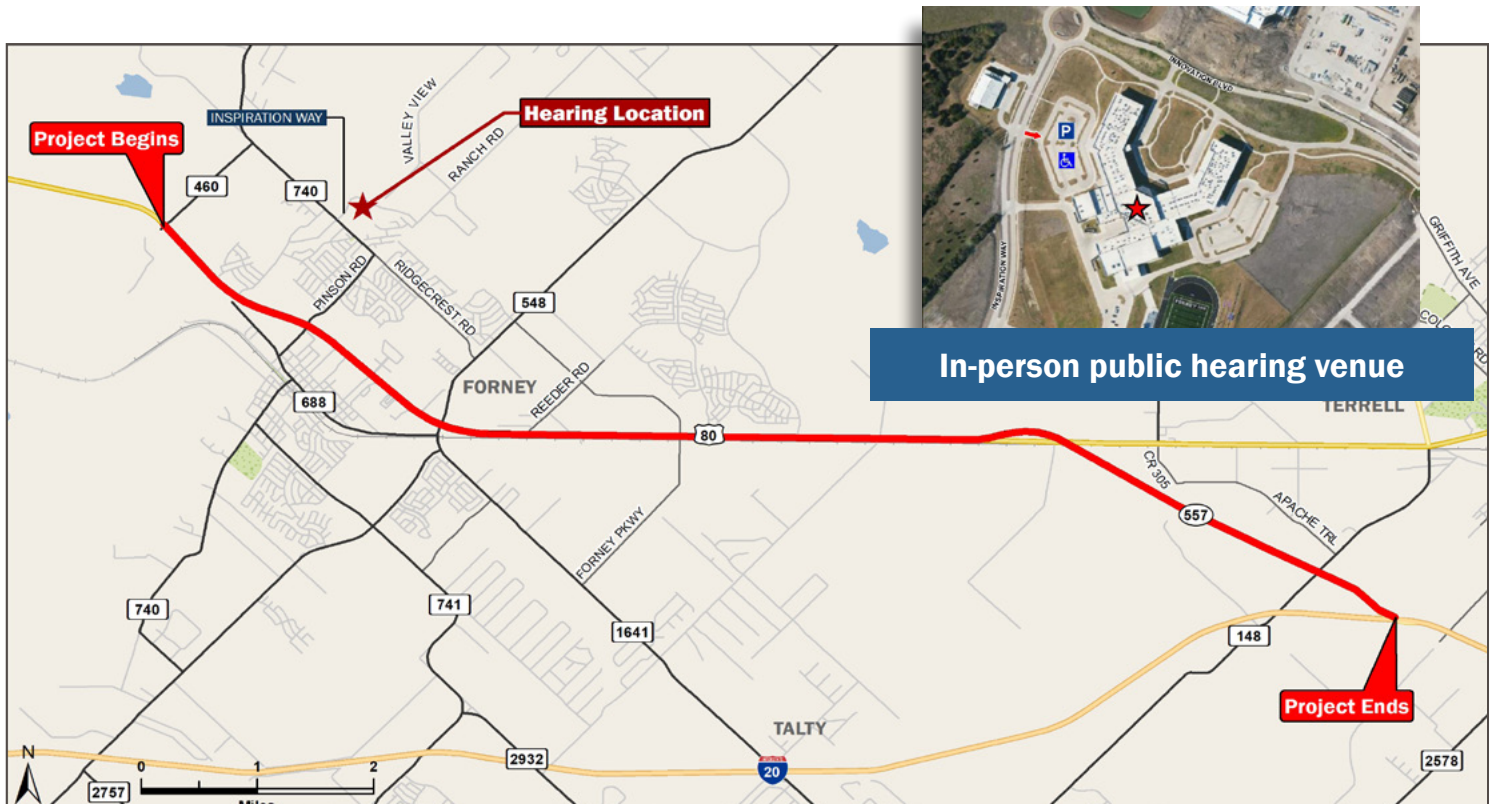 INNOVATION BLVD
P
INSPIRATION WAY
In-person public hearing venue
Project Begins
INSPIRATION WAY
Hearing Location
VALLEY VIEW
RANCH RD
460
740
PINSON RD
RIDGECREST RD
548
GRIFFITH AVE
FORNEY
REEDER RD
688
80
TERRELL
CR 305
557
APACHE TRL
FORNEY PKWY
740
741
1641
148
Project Ends
TALTY
N
0 1 2
Miles
2757
2932
INTERSTATE
20
2578